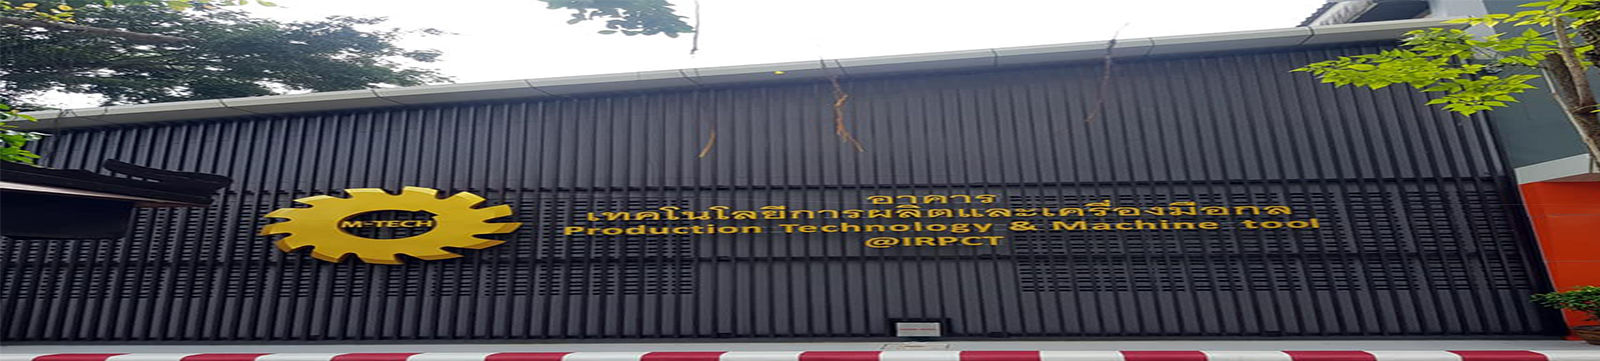 M-TECH
อาคาร
เทคโนโลยีการผลิตและเครื่องมือกล
Production Technology & Machine tool
@IRPCT